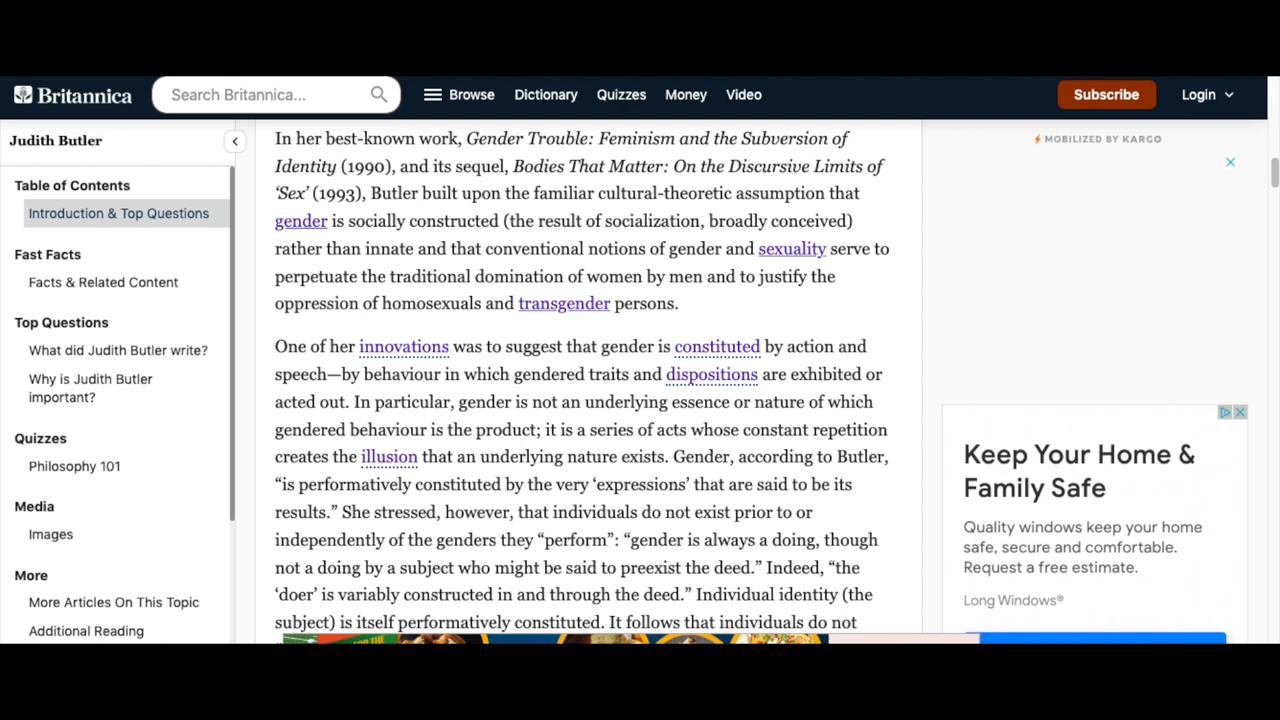 Britannica
Search Britannica...
Browse
Dictionary
Quizzes
Money
Video
Subscribe
Login
Judith Butler
Table of Contents
Introduction & Top Questions
Fast Facts
Facts & Related Content
Top Questions
What did Judith Butler write?
Why is Judith Butler
important?
Quizzes
Philosophy 101
Media
Images
More
More Articles On This Topic
Additional Reading
In her best-known work, Gender Trouble: Feminism and the Subversion of
Identity (1990), and its sequel, Bodies That Matter: On the Discursive Limits of
‘Sex’ (1993), Butler built upon the familiar cultural-theoretic assumption that
gender is socially constructed (the result of socialization, broadly conceived)
rather than innate and that conventional notions of gender and sexuality serve to
perpetuate the traditional domination of women by men and to justify the
oppression of homosexuals and transgender persons.
One of her innovations was to suggest that gender is constituted by action and
speech—by behaviour in which gendered traits and dispositions are exhibited or
acted out. In particular, gender is not an underlying essence or nature of which
gendered behaviour is the product; it is a series of acts whose constant repetition
creates the illusion that an underlying nature exists. Gender, according to Butler,
“is performatively constituted by the very ‘expressions’ that are said to be its
results.” She stressed, however, that individuals do not exist prior to or
independently of the genders they “perform”: “gender is always a doing, though
not a doing by a subject who might be said to preexist the deed.” Indeed, “the
‘doer’ is variably constructed in and through the deed.” Individual identity (the
subject) is itself performatively constituted. It follows that individuals do not
MOBILIZED BY KARGO
Keep Your Home &
Family Safe
Quality windows keep your home
safe, secure and comfortable.
Request a free estimate.
Long Windows®